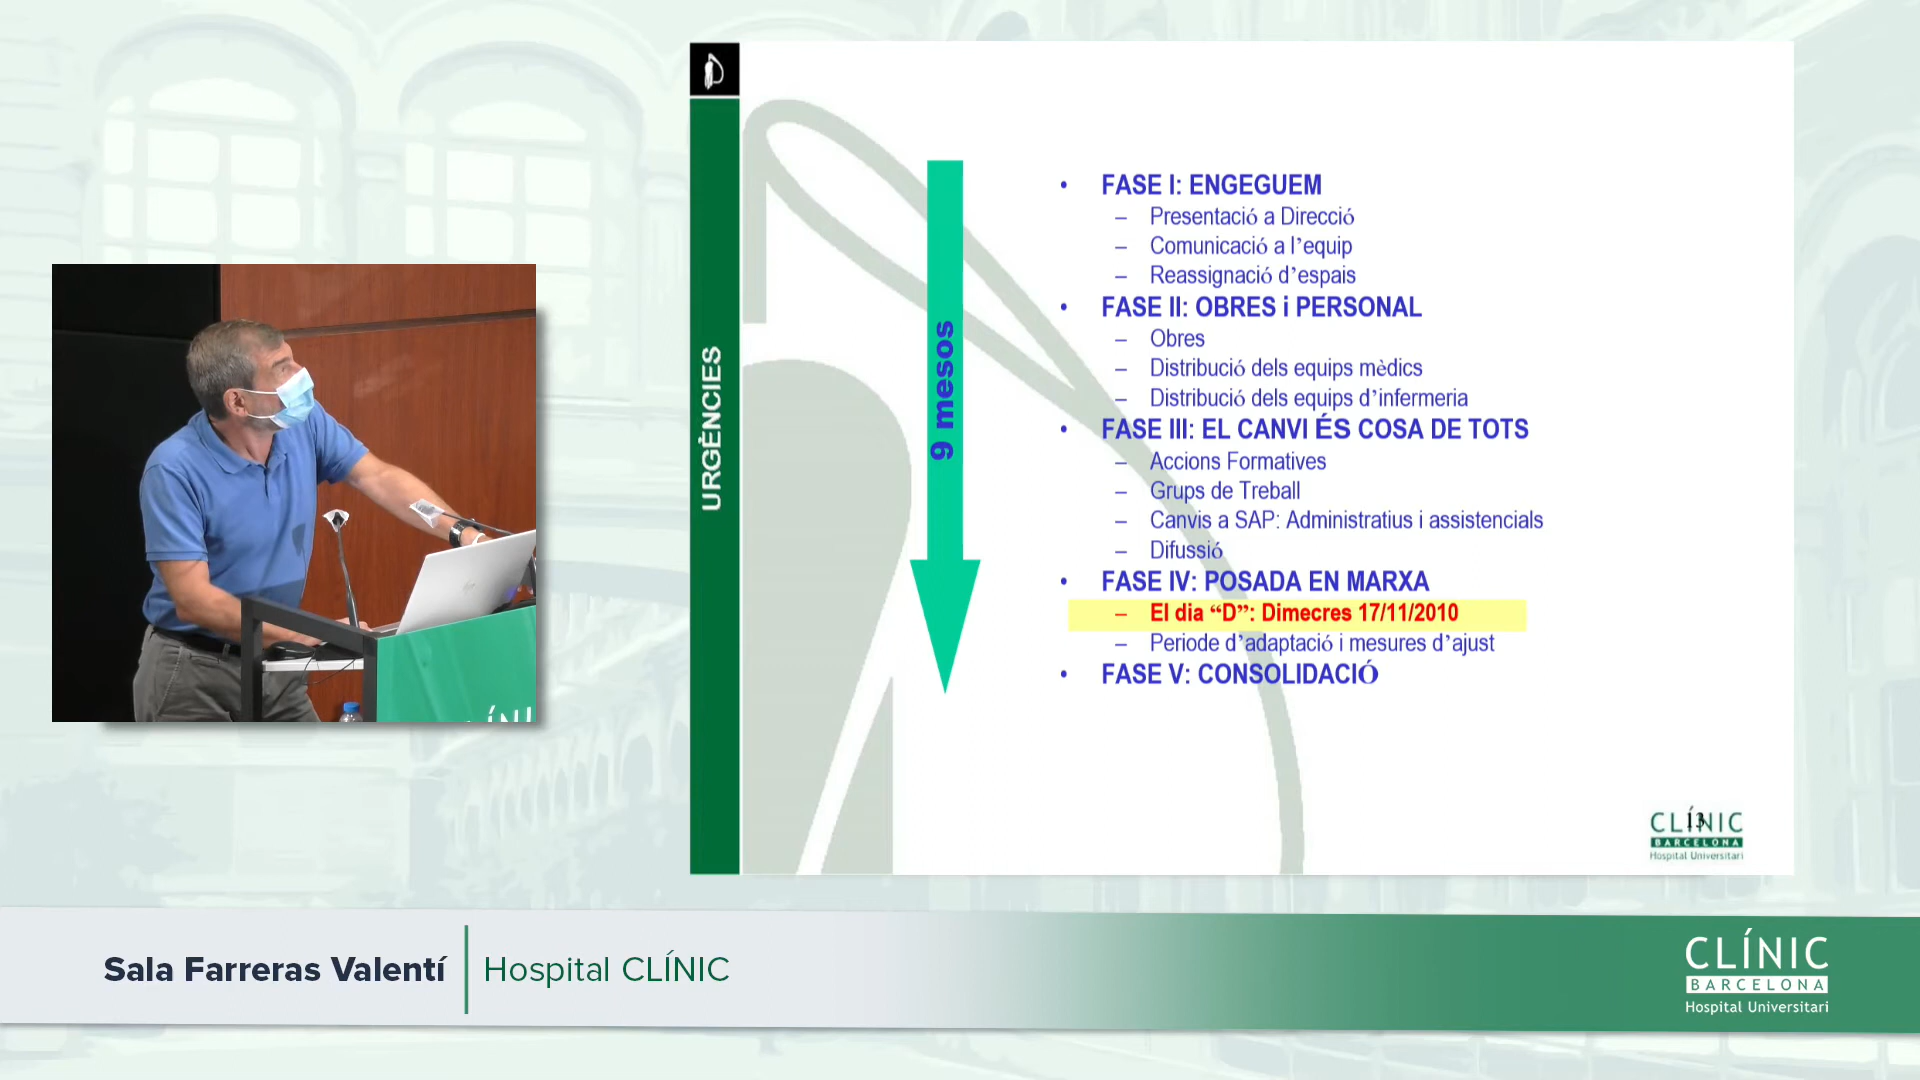 URGÈNCIES
9 mesos
• FASE I: ENGEGUEM
– Presentació a Direcció
– Comunicació a l’equip
– Reassignació d’espais
• FASE II: OBRES i PERSONAL
– Obres
– Distribució dels equips mèdics
– Distribució dels equips d’infermeria
• FASE III: EL CANVI ÉS COSA DE TOTS
– Accions Formatives
– Grups de Treball
– Canvis a SAP: Administratius i assistencials
– Difussió
• FASE IV: POSADA EN MARXA
– El dia “D”: Dimecres 17/11/2010
– Periode d’adaptació i mesures d’ajust
• FASE V: CONSOLIDACIÓ
CLÍNIC
13
BARCELONA
Hospital Universitari
Sala Farreras Valentí
Hospital CLÍNIC
CLÍNIC
BARCELONA
Hospital Universitari